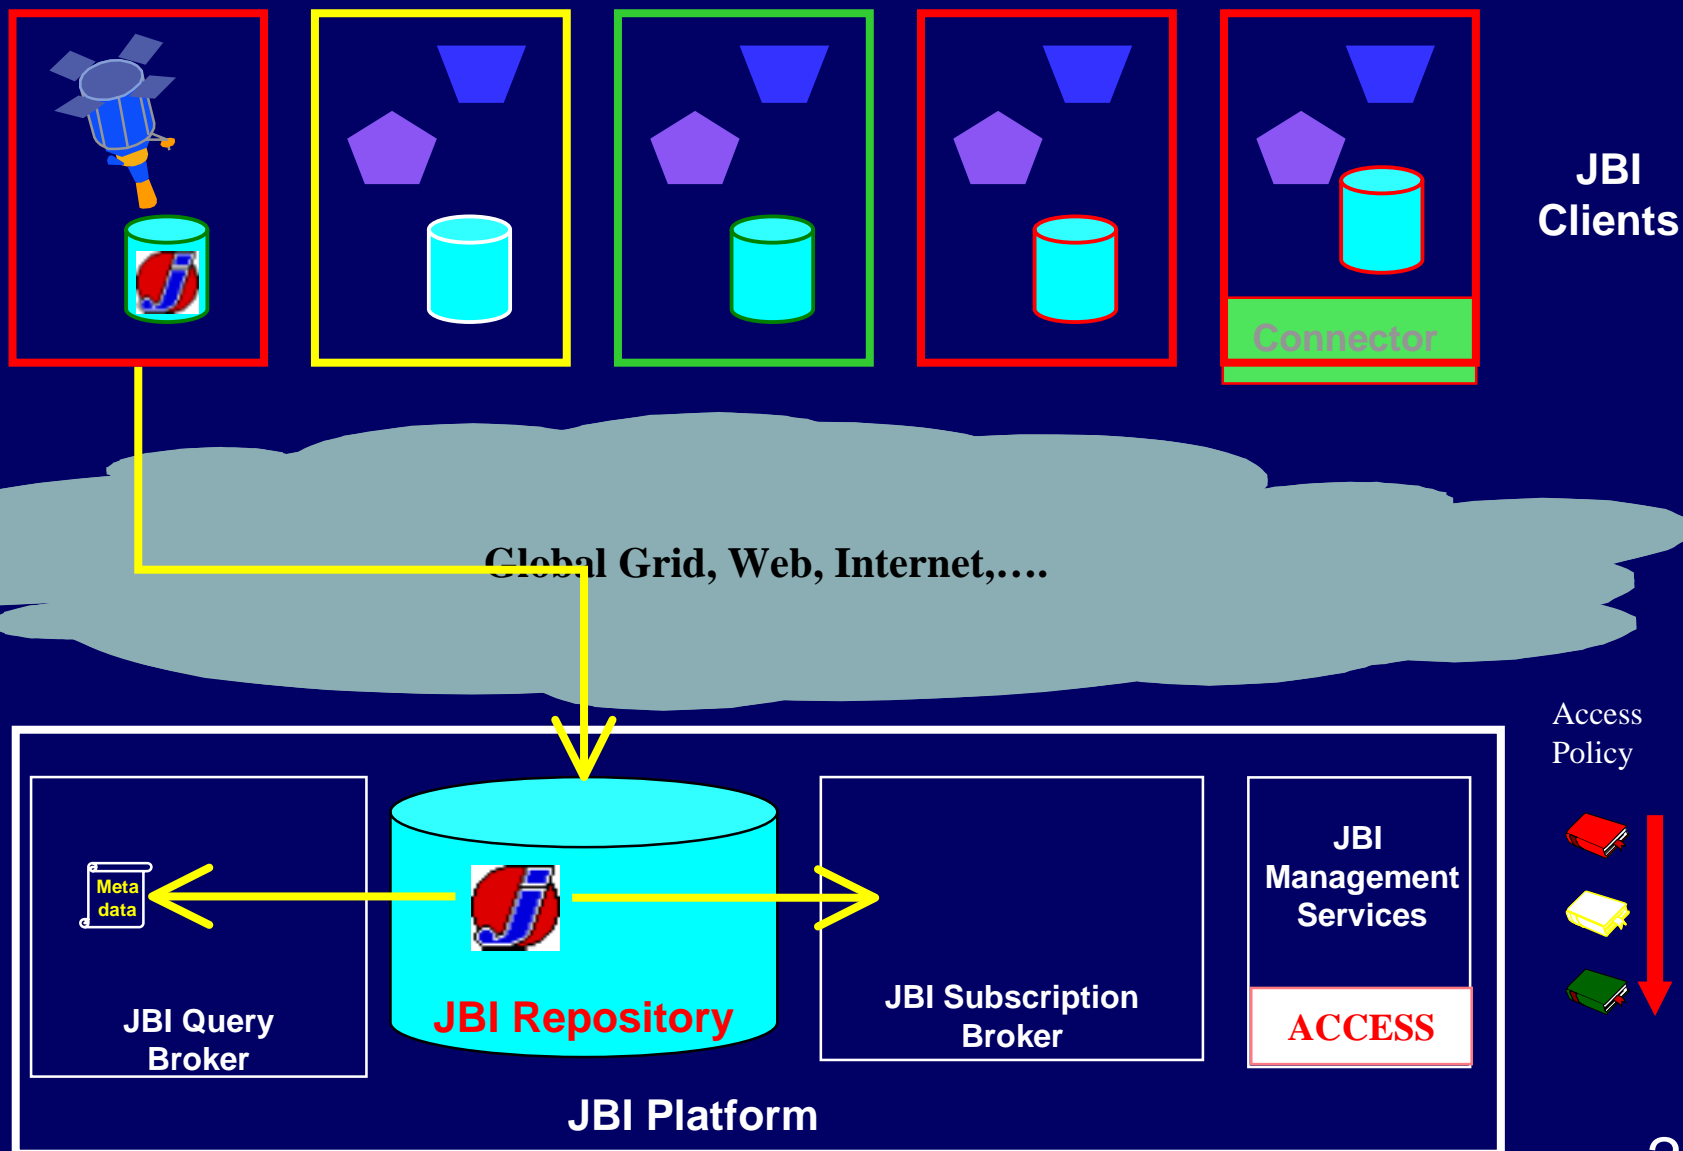 JBI
Clients
Connector
Global Grid, Web, Internet,….
Access
Policy
Meta
data
JBI Query
Broker
JBI Repository
JBI Subscription
Broker
JBI
Management
Services
ACCESS
JBI Platform